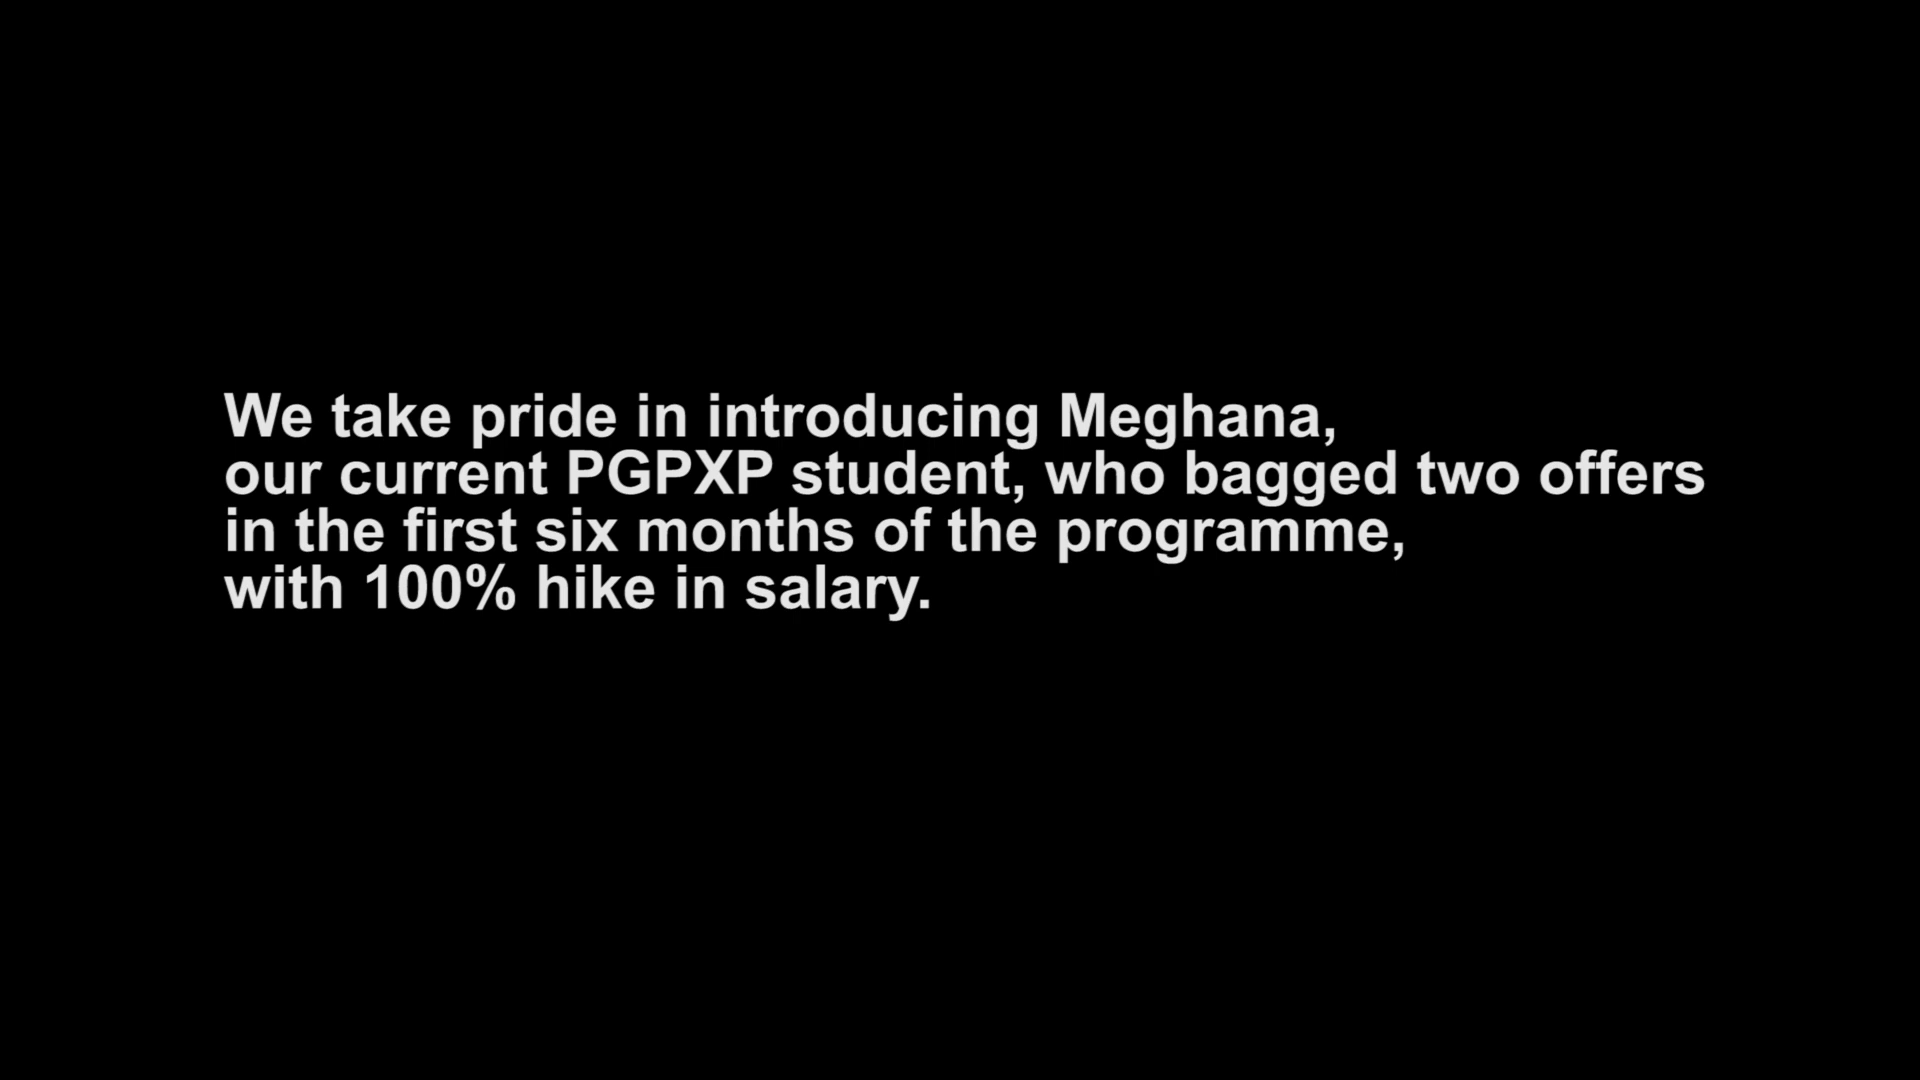 We take pride in introducing Meghana,
our current PGPXP student, who bagged two offers
in the first six months of the programme,
with 100% hike in salary.